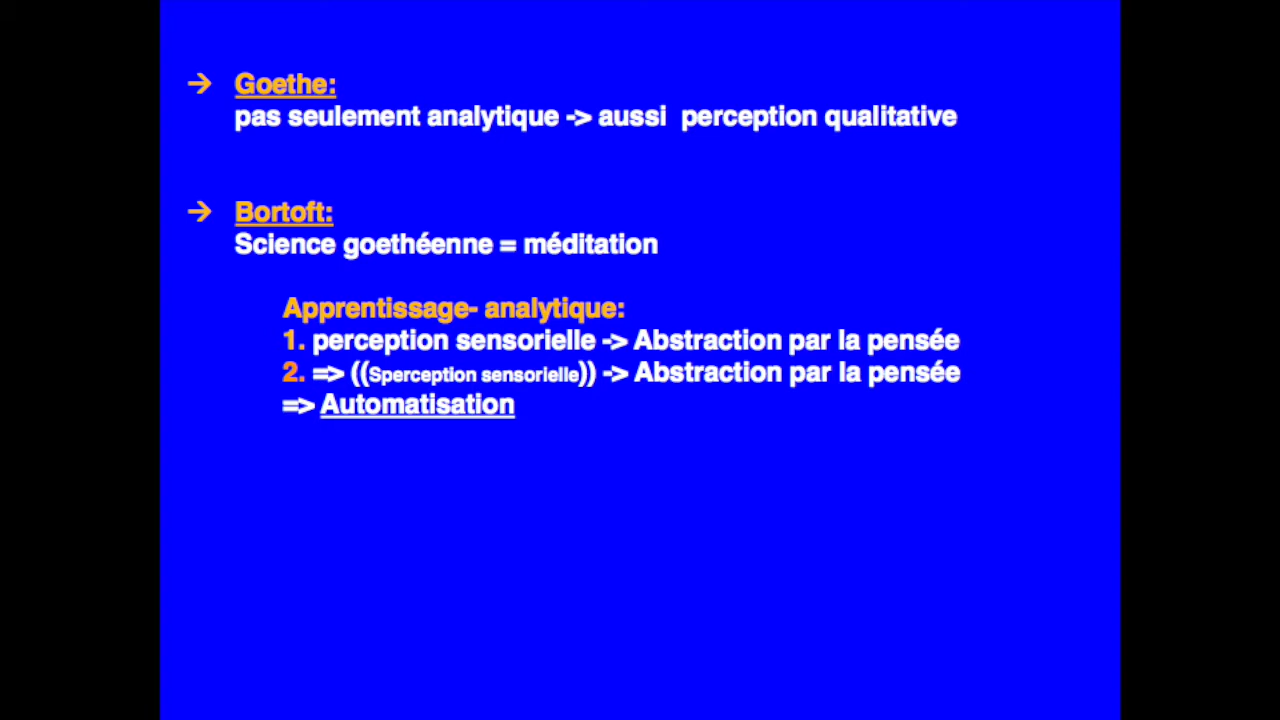 → Goethe:
pas seulement analytique -> aussi  perception qualitative
→ Bortoft:
Science goethéenne = méditation
Apprentissage- analytique:
1. perception sensorielle -> Abstraction par la pensée
2. => ((Sperception sensorielle)) -> Abstraction par la pensée
=> Automatisation